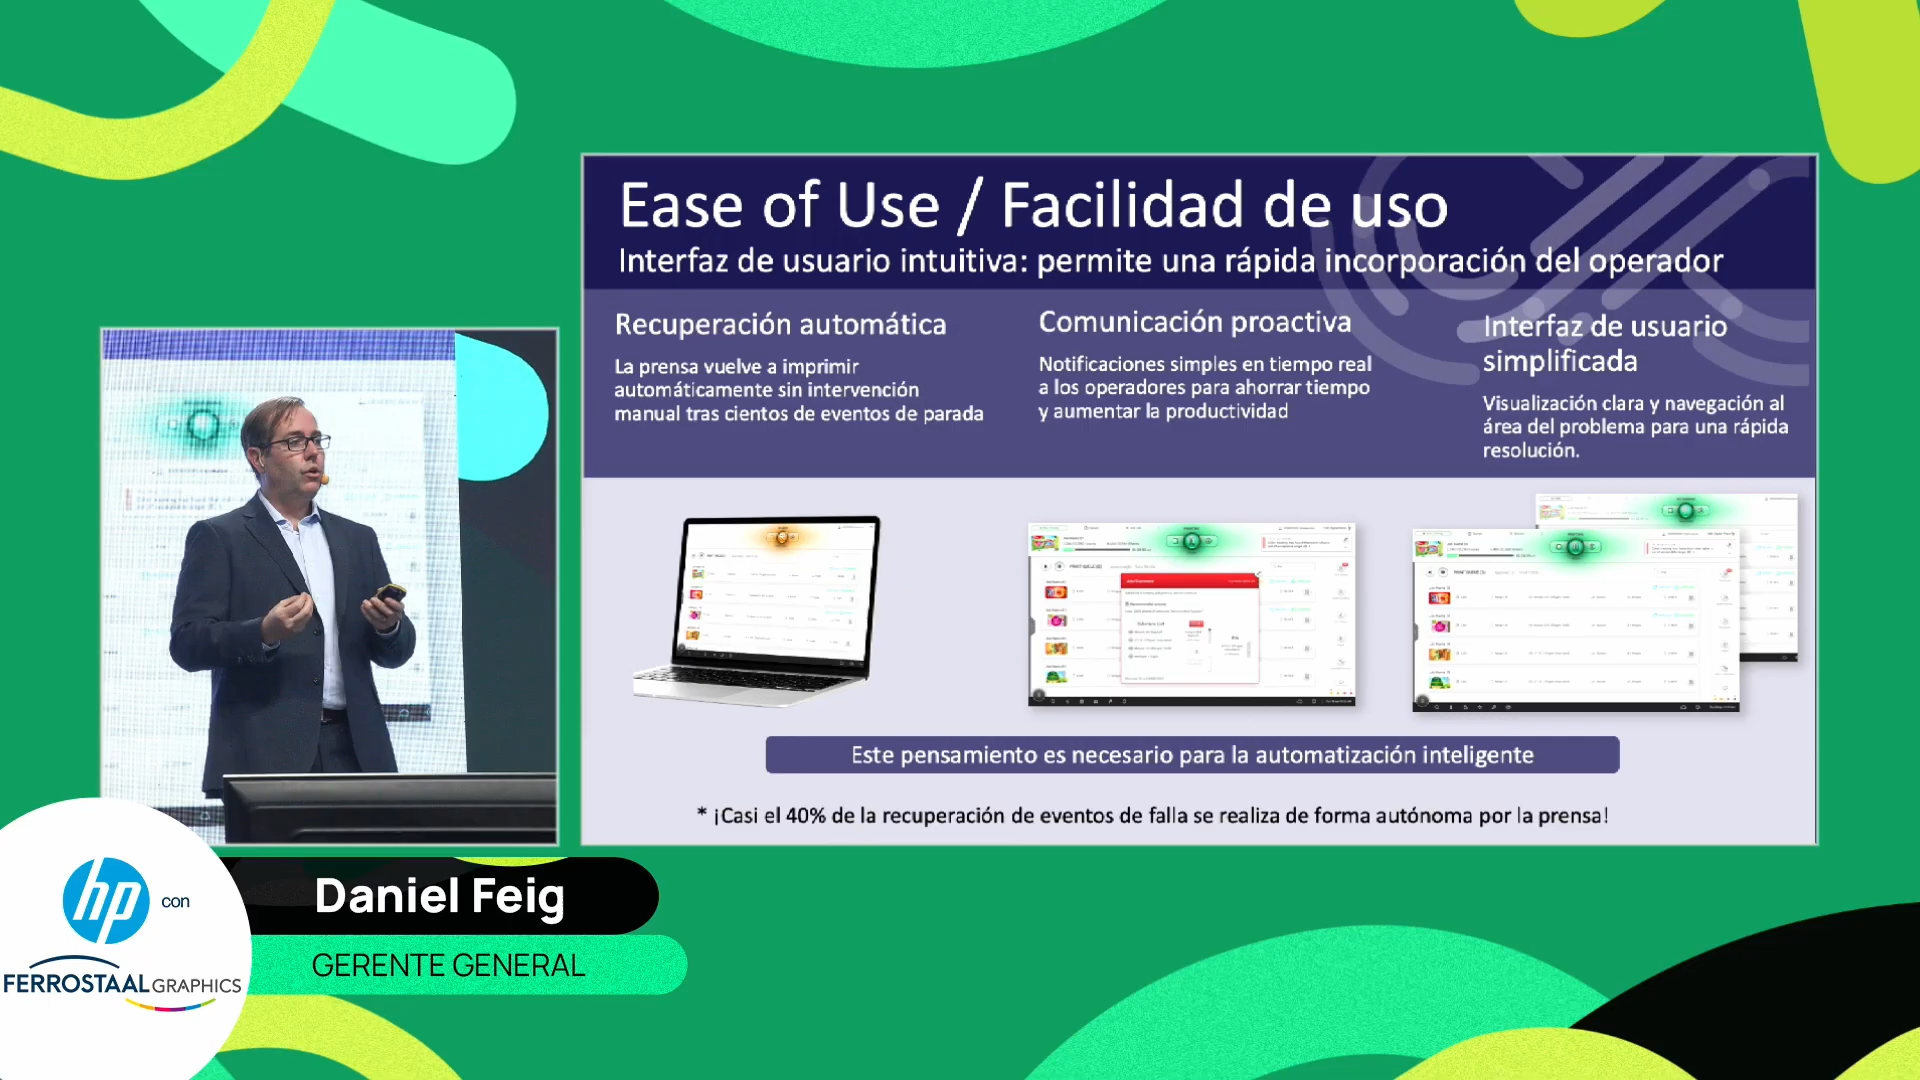 Ease of Use / Facilidad de uso
Interfaz de usuario intuitiva: permite una rápida incorporación del operador
Recuperación automática
La prensa vuelve a imprimir
automáticamente sin intervención
manual tras cientos de eventos de parada
Comunicación proactiva
Notificaciones simples en tiempo real
a los operadores para ahorrar tiempo
y aumentar la productividad
Interfaz de usuario
simplificada
Visualización clara y navegación al
área del problema para una rápida
resolución.
Este pensamiento es necesario para la automatización inteligente
* ¡Casi el 40% de la recuperación de eventos de falla se realiza de forma autónoma por la prensa!
Daniel Feig
GERENTE GENERAL
hp con
FERROSTAAL GRAPHICS